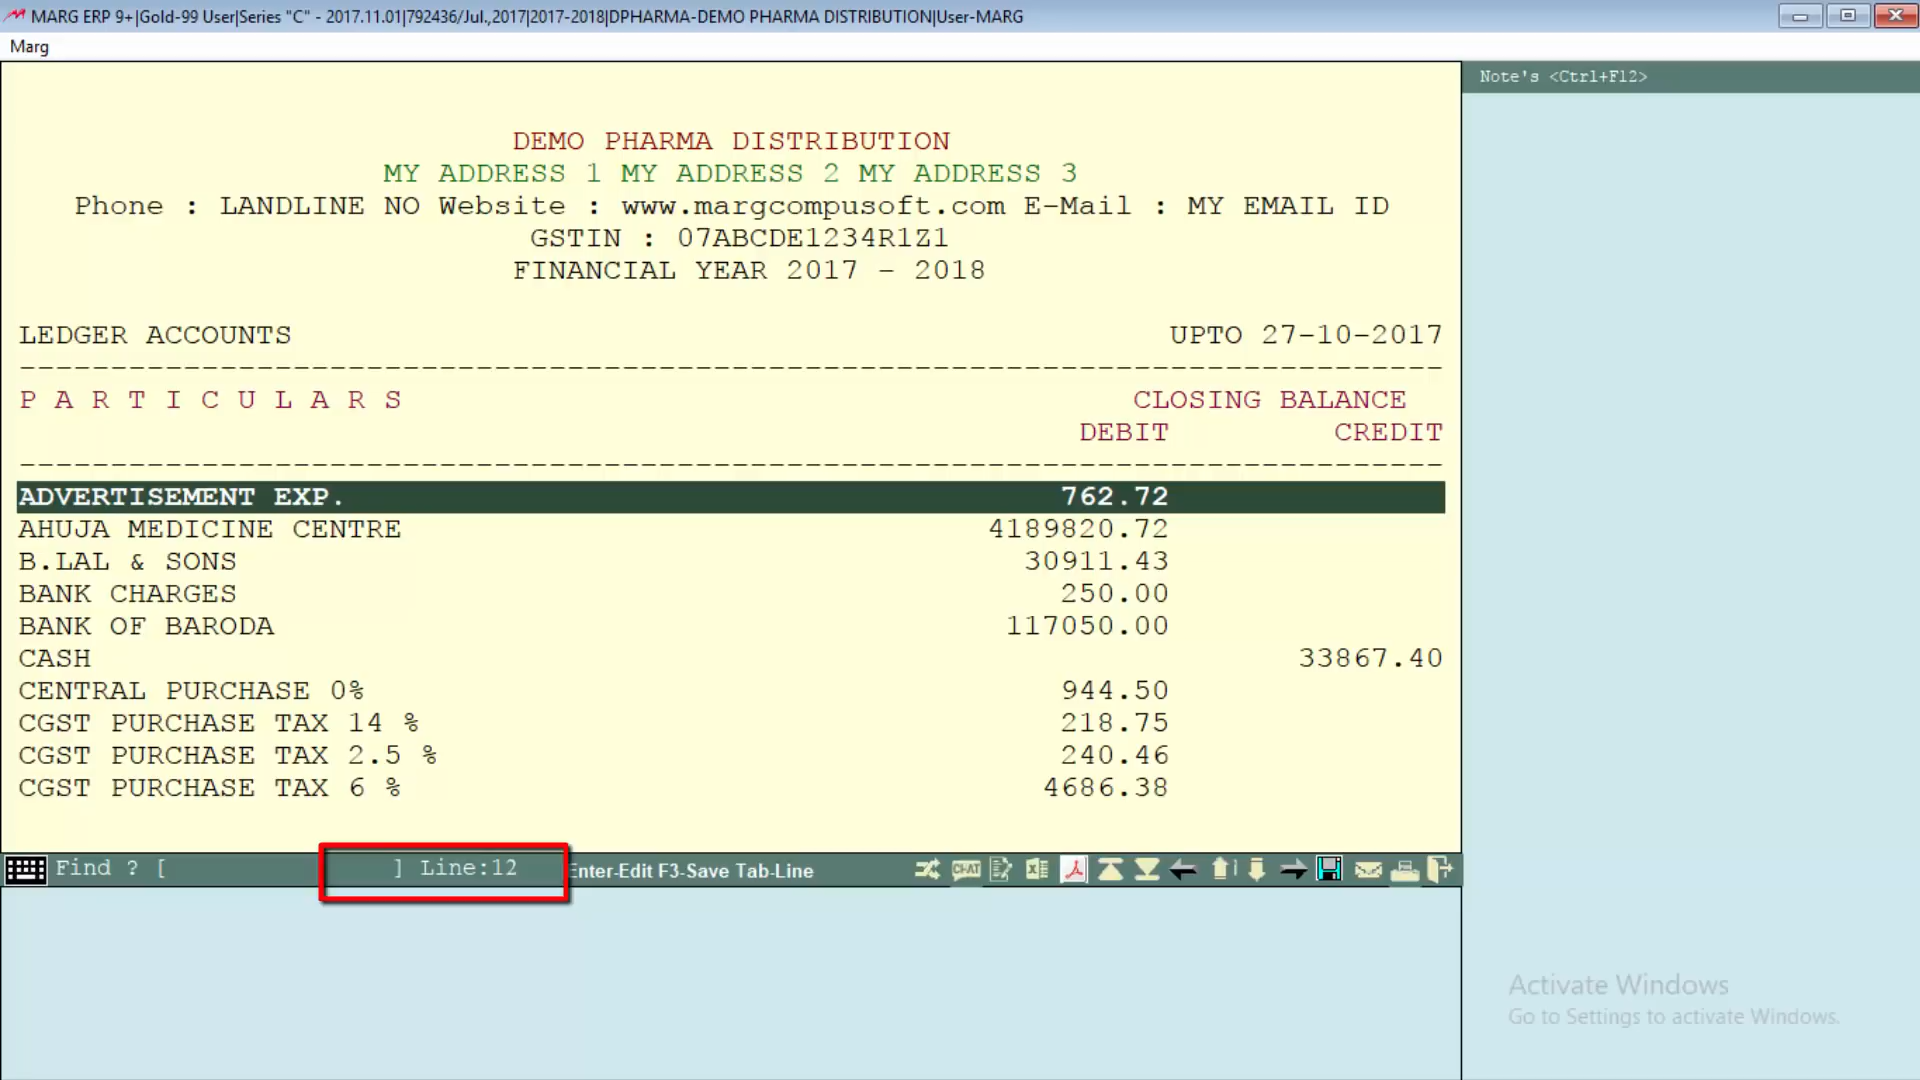 MARG ERP 9+|Gold-99 User|Series "C" - 2017.11.01|792436/Jul.,2017|2017-2018|DPHARMA-DEMO PHARMA DISTRIBUTION|User-MARG
Marg
Note's <Ctrl+F12>
DEMO PHARMA DISTRIBUTION
MY ADDRESS 1 MY ADDRESS 2 MY ADDRESS 3
Phone : LANDLINE NO Website : www.margcompusoft.com E-Mail : MY EMAIL ID
GSTIN : 07ABCDE1234R1Z1
FINANCIAL YEAR 2017 - 2018
LEDGER ACCOUNTS UPTO 27-10-2017
P A R T I C U L A R S CLOSING BALANCE
DEBIT CREDIT
ADVERTISEMENT EXP. 762.72
AHUJA MEDICINE CENTRE 4189820.72
B.LAL & SONS 30911.43
BANK CHARGES 250.00
BANK OF BARODA 117050.00
CASH 33867.40
CENTRAL PURCHASE 0% 944.50
CGST PURCHASE TAX 14 % 218.75
CGST PURCHASE TAX 2.5 % 240.46
CGST PURCHASE TAX 6 % 4686.38
Find ? [ ] Line:12 Enter-Edit F3-Save Tab-Line CHAT
Activate Windows
Go to Settings to activate Windows.